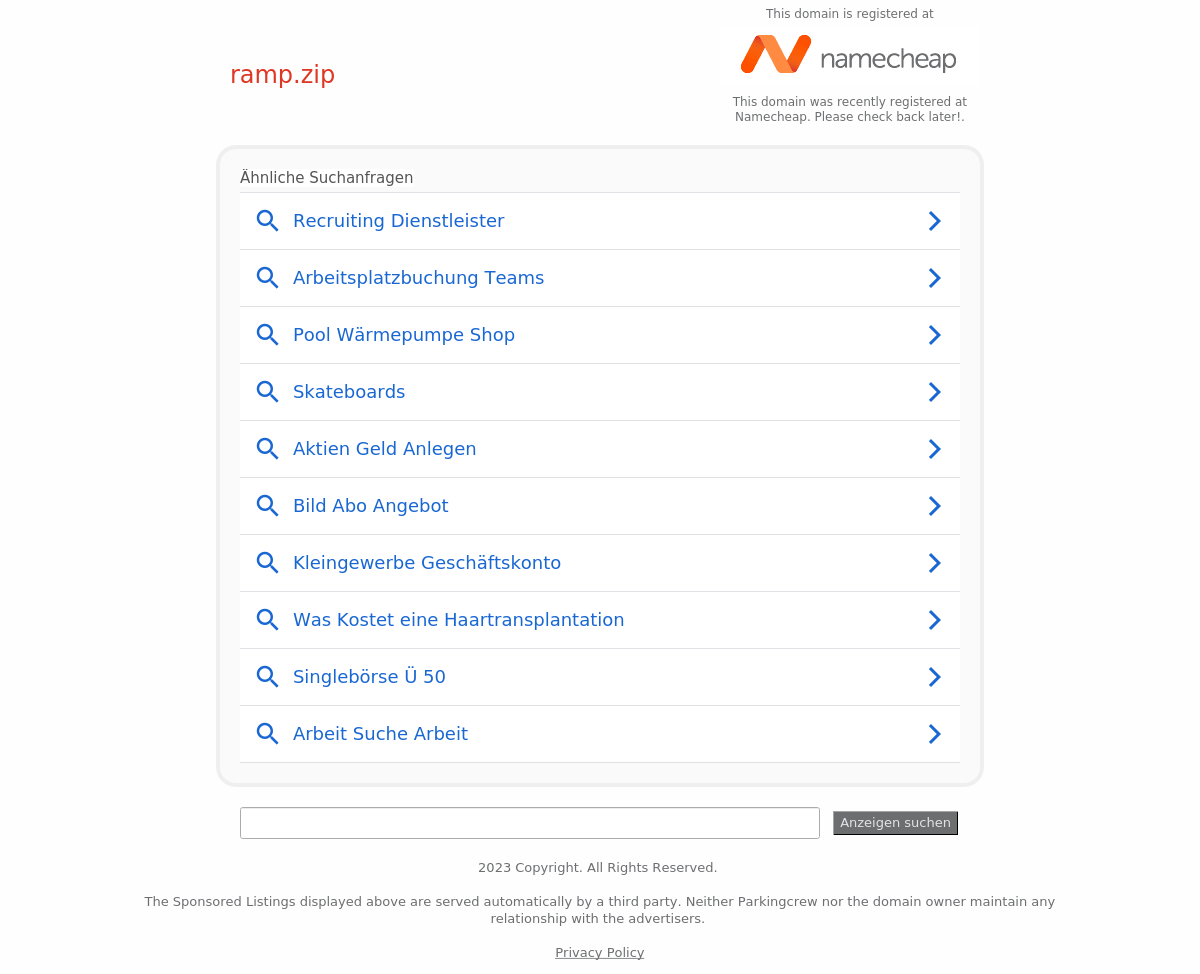 This domain is registered at
namecheap
ramp.zip
This domain was recently registered at
Namecheap. Please check back later!.
Ähnliche Suchanfragen
Recruiting Dienstleister
Arbeitsplatzbuchung Teams
Pool Wärmepumpe Shop
Skateboards
Aktien Geld Anlegen
Bild Abo Angebot
Kleingewerbe Geschäftskonto
Was Kostet eine Haartransplantation
Singlebörse Ü 50
Arbeit Suche Arbeit
Anzeigen suchen
2023 Copyright. All Rights Reserved.
The Sponsored Listings displayed above are served automatically by a third party. Neither Parkingcrew nor the domain owner maintain any
relationship with the advertisers.
Privacy Policy